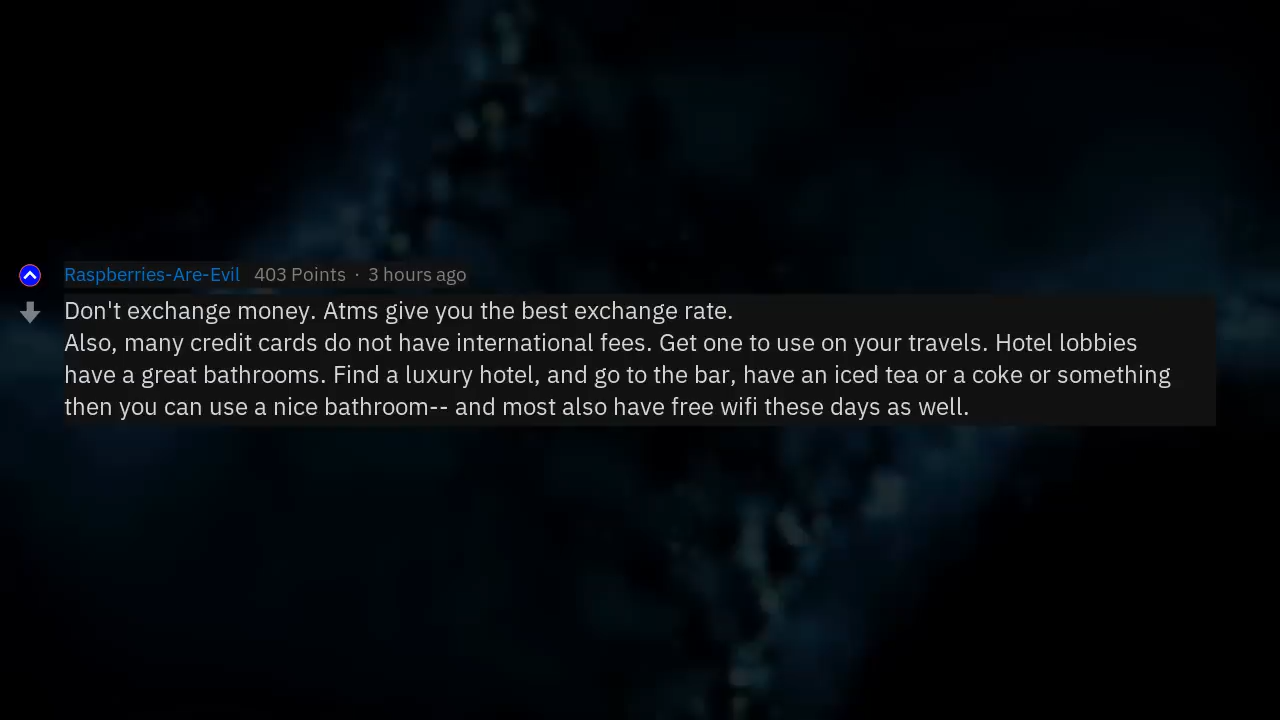 Raspberries-Are-Evil 403 Points · 3 hours ago
Don't exchange money. Atms give you the best exchange rate.
Also, many credit cards do not have international fees. Get one to use on your travels. Hotel lobbies
have a great bathrooms. Find a luxury hotel, and go to the bar, have an iced tea or a coke or something
then you can use a nice bathroom-- and most also have free wifi these days as well.